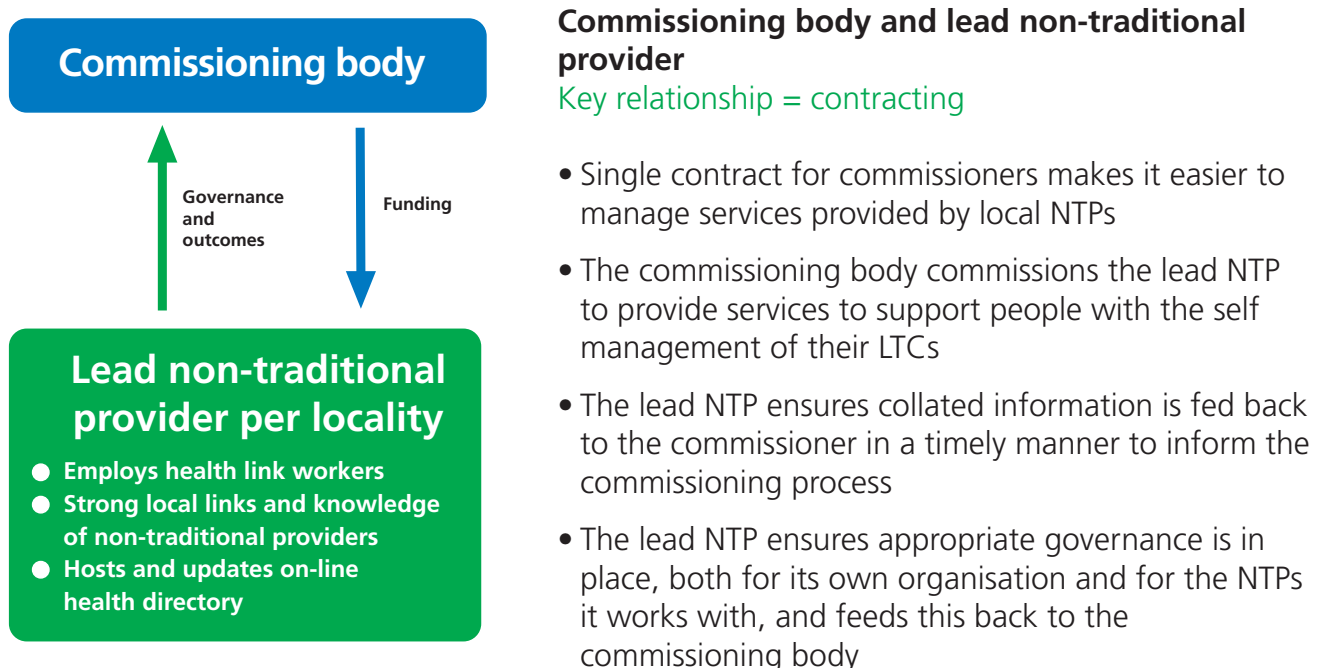 Commissioning body
Governance
and
outcomes
Funding
Lead non-traditional
provider per locality
● Employs health link workers
● Strong local links and knowledge
of non-traditional providers
● Hosts and updates on-line
health directory
Commissioning body and lead non-traditional
provider
Key relationship = contracting
• Single contract for commissioners makes it easier to
manage services provided by local NTPs
• The commissioning body commissions the lead NTP
to provide services to support people with the self
management of their LTCs
• The lead NTP ensures collated information is fed back
to the commissioner in a timely manner to inform the
commissioning process
• The lead NTP ensures appropriate governance is in
place, both for its own organisation and for the NTPs
it works with, and feeds this back to the
commissioning body